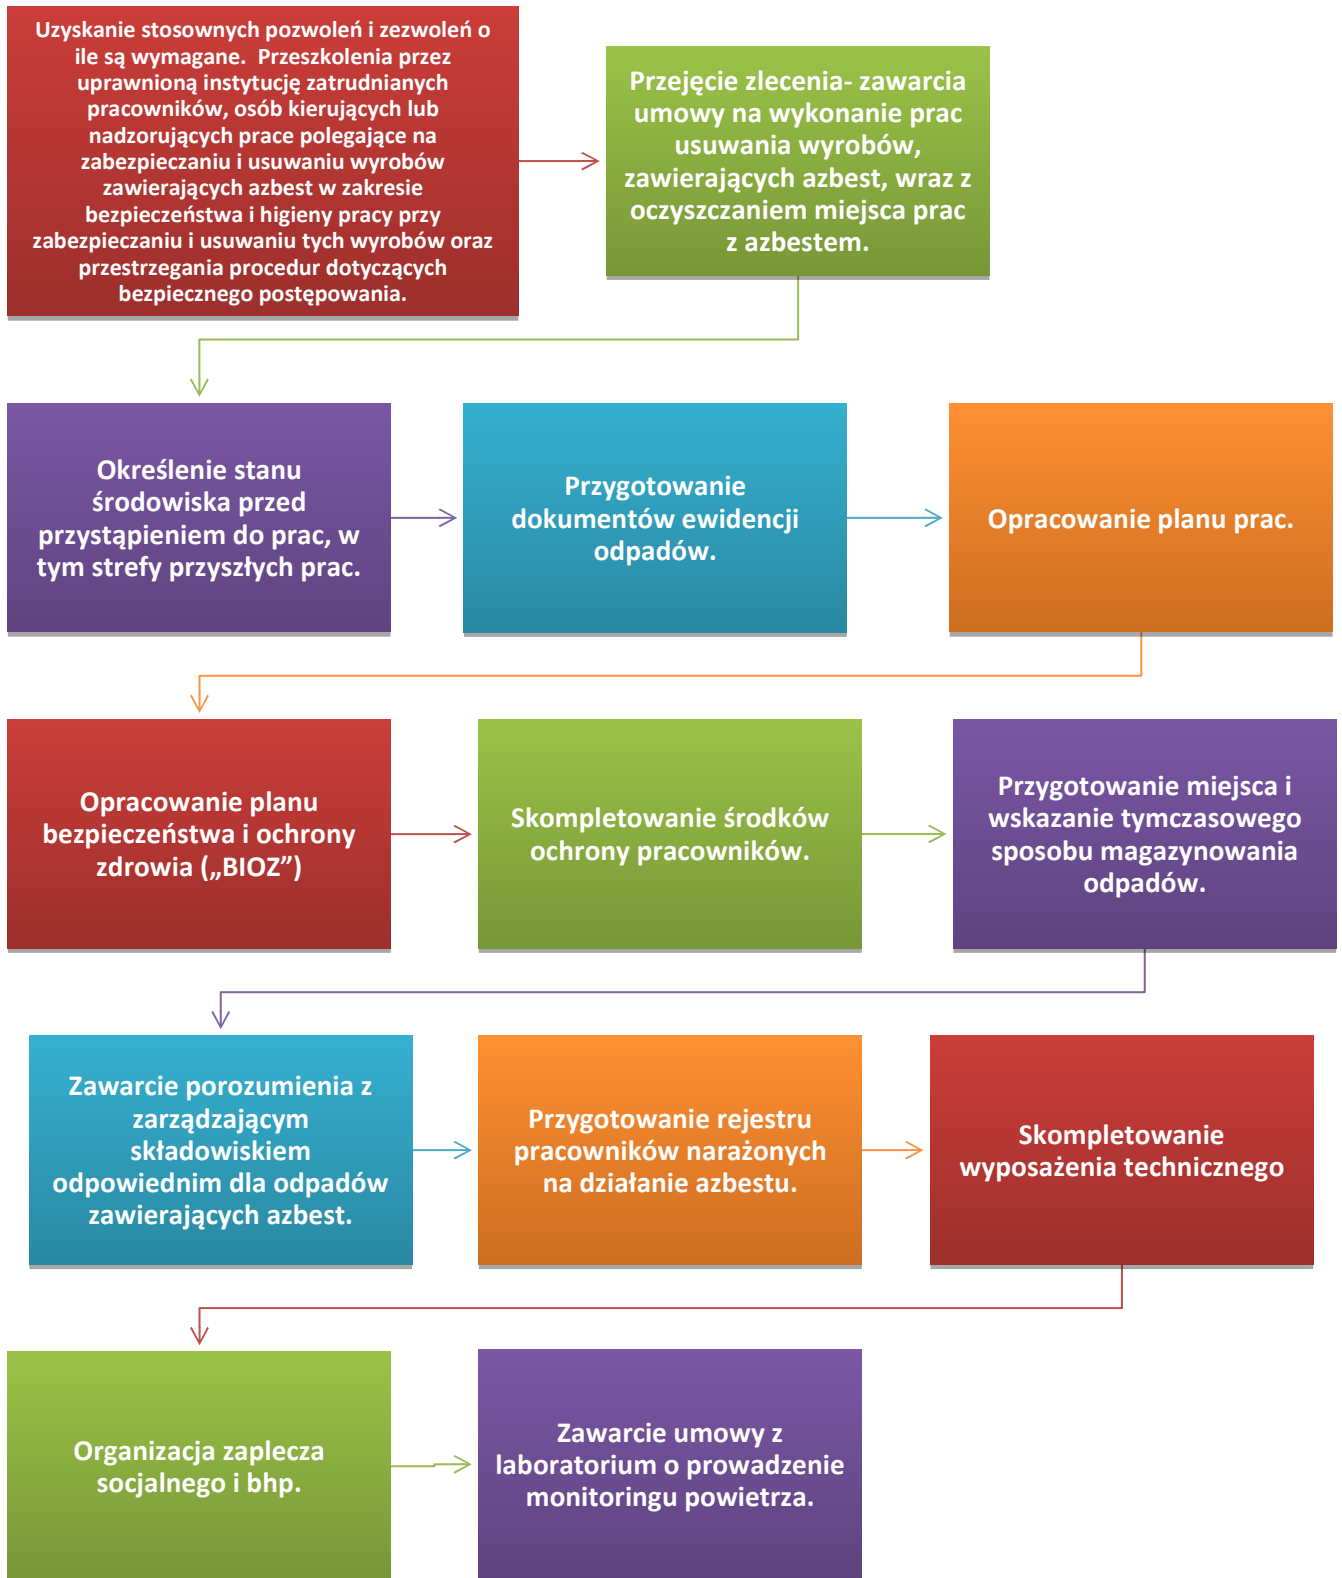 Uzyskanie stosownych pozwoleń i zezwoleń o
ile są wymagane.  Przeszkolenia przez
uprawnioną instytucję zatrudnianych
pracowników, osób kierujących lub
nadzorujących prace polegające na
zabezpieczaniu i usuwaniu wyrobów
zawierających azbest w zakresie
bezpieczeństwa i higieny pracy przy
zabezpieczaniu i usuwaniu tych wyrobów oraz
przestrzegania procedur dotyczących
bezpiecznego postępowania.
Przejęcie zlecenia- zawarcia
umowy na wykonanie prac
usuwania wyrobów,
zawierających azbest, wraz z
oczyszczaniem miejsca prac
z azbestem.
Określenie stanu
środowiska przed
przystąpieniem do prac, w
tym strefy przyszłych prac.
Przygotowanie
dokumentów ewidencji
odpadów.
Opracowanie planu prac.
Opracowanie planu
bezpieczeństwa i ochrony
zdrowia („BIOZ”)
Skompletowanie środków
ochrony pracowników.
Przygotowanie miejsca i
wskazanie tymczasowego
sposobu magazynowania
odpadów.
Zawarcie porozumienia z
zarządzającym
składowiskiem
odpowiednim dla odpadów
zawierających azbest.
Przygotowanie rejestru
pracowników narażonych
na działanie azbestu.
Skompletowanie
wyposażenia technicznego
Organizacja zaplecza
socjalnego i bhp.
Zawarcie umowy z
laboratorium o prowadzenie
monitoringu powietrza.